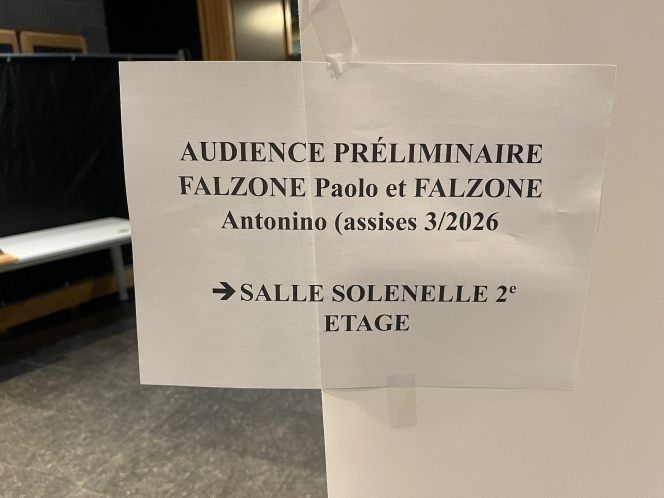 AUDIENCE PRÉLIMINAIRE
FALZONE Paolo et FALZONE
Antonino (assises 3/2026
➔SALLE SOLENELLE 2e
ETAGE